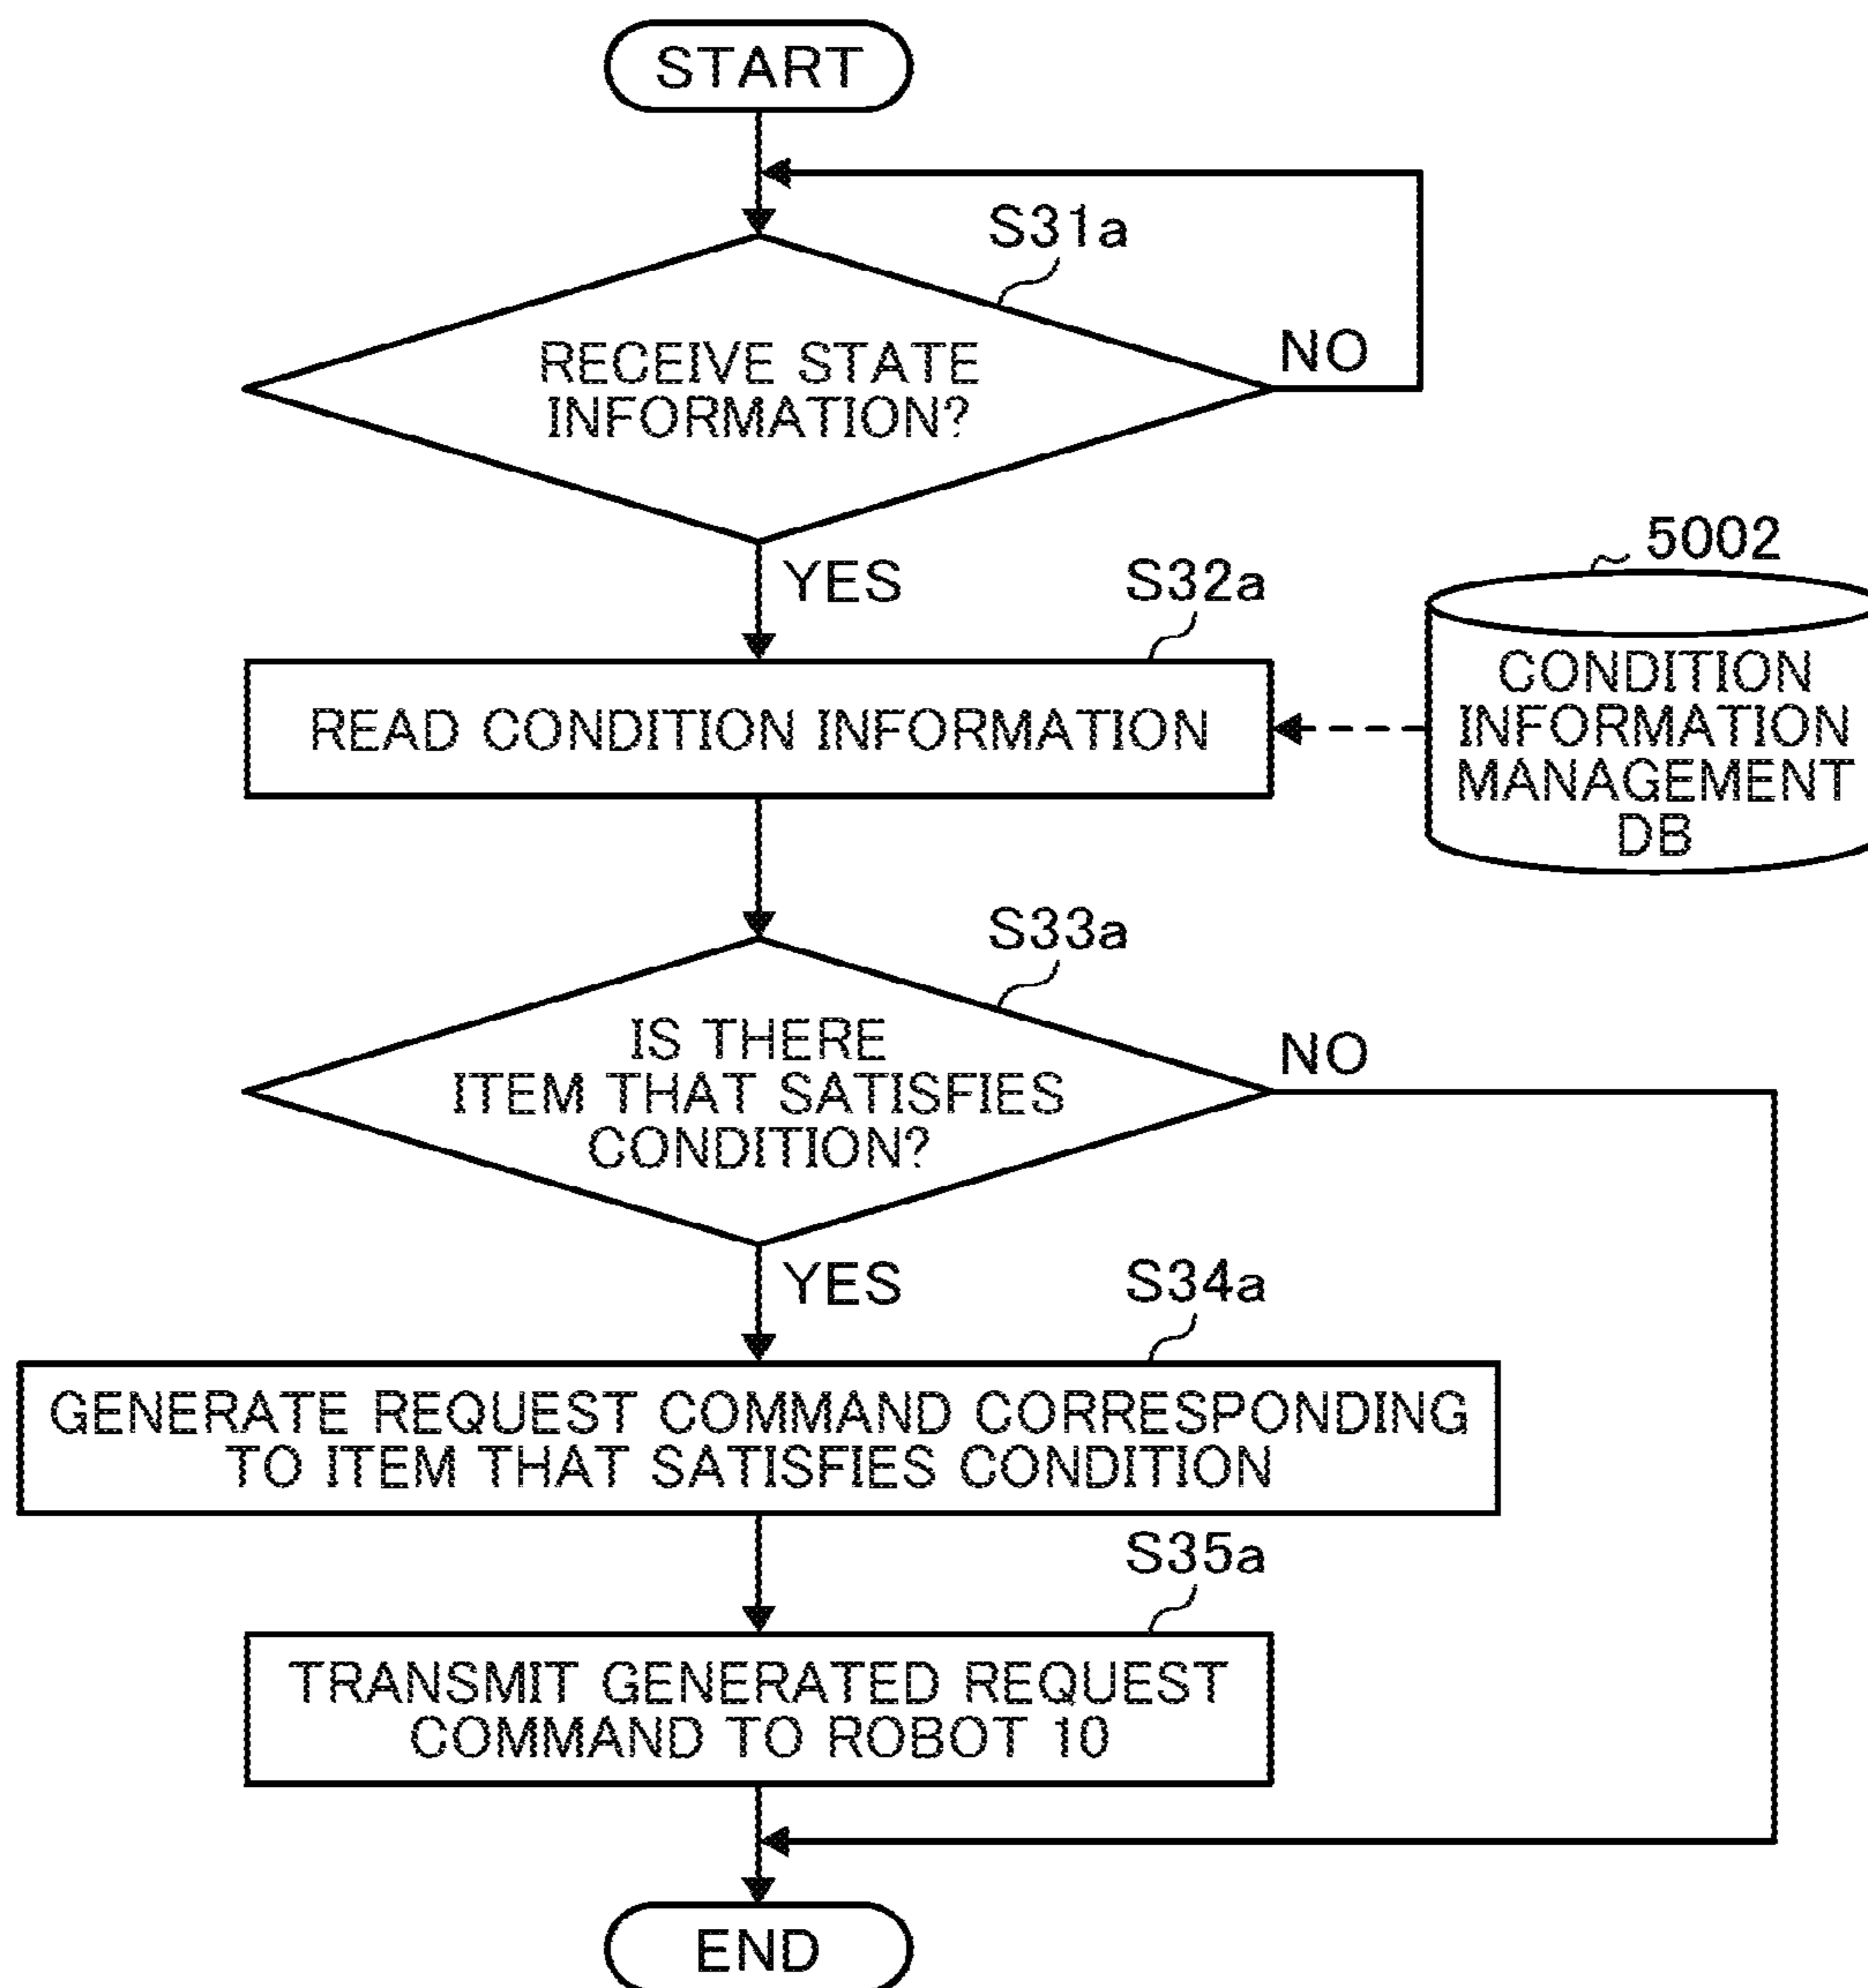 START
S31a
RECEIVE STATE
INFORMATION?
NO
YES
S32a
5002
READ CONDITION INFORMATION
CONDITION
INFORMATION
MANAGEMENT
DB
S33a
IS THERE
ITEM THAT SATISFIES
CONDITION?
NO
YES
S34a
GENERATE REQUEST COMMAND CORRESPONDING
TO ITEM THAT SATISFIES CONDITION
S35a
TRANSMIT GENERATED REQUEST
COMMAND TO ROBOT 10
END